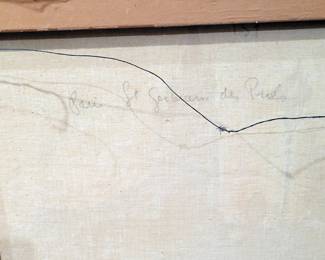 Paris St Germain des Prés